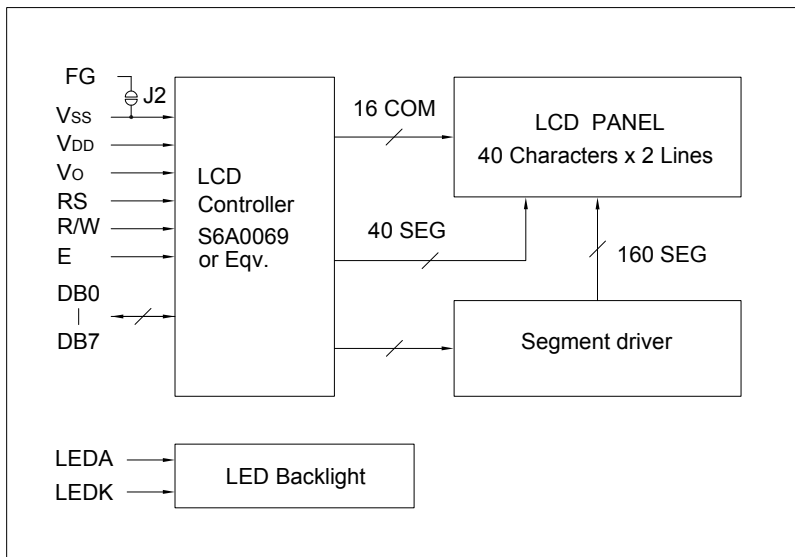 FG
J2
VSS
VDD
VO
RS
R/W
E
DB0
DB7
LCD
Controller
S6A0069
or Eqv.
16 COM
40 SEG
LCD PANEL
40 Characters x 2 Lines
160 SEG
Segment driver
LEDA
LEDK
LED Backlight